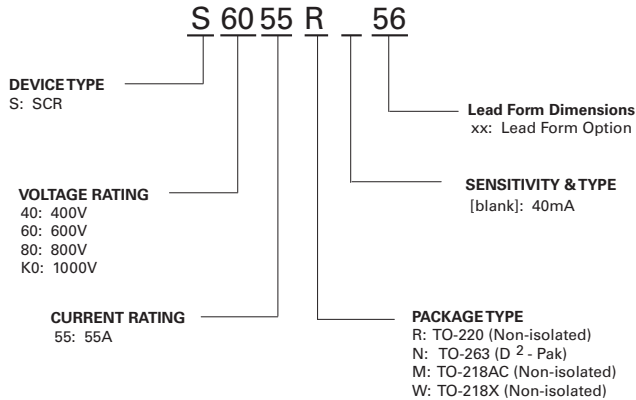 S 60 55 R _ 56
DEVICE TYPE
S: SCR
Lead Form Dimensions
xx: Lead Form Option
VOLTAGE RATING
40: 400V
60: 600V
80: 800V
K0: 1000V
SENSITIVITY & TYPE
[blank]: 40mA
CURRENT RATING
55: 55A
PACKAGE TYPE
R: TO-220 (Non-isolated)
N: TO-263 (D 2 - Pak)
M: TO-218AC (Non-isolated)
W: TO-218X (Non-isolated)